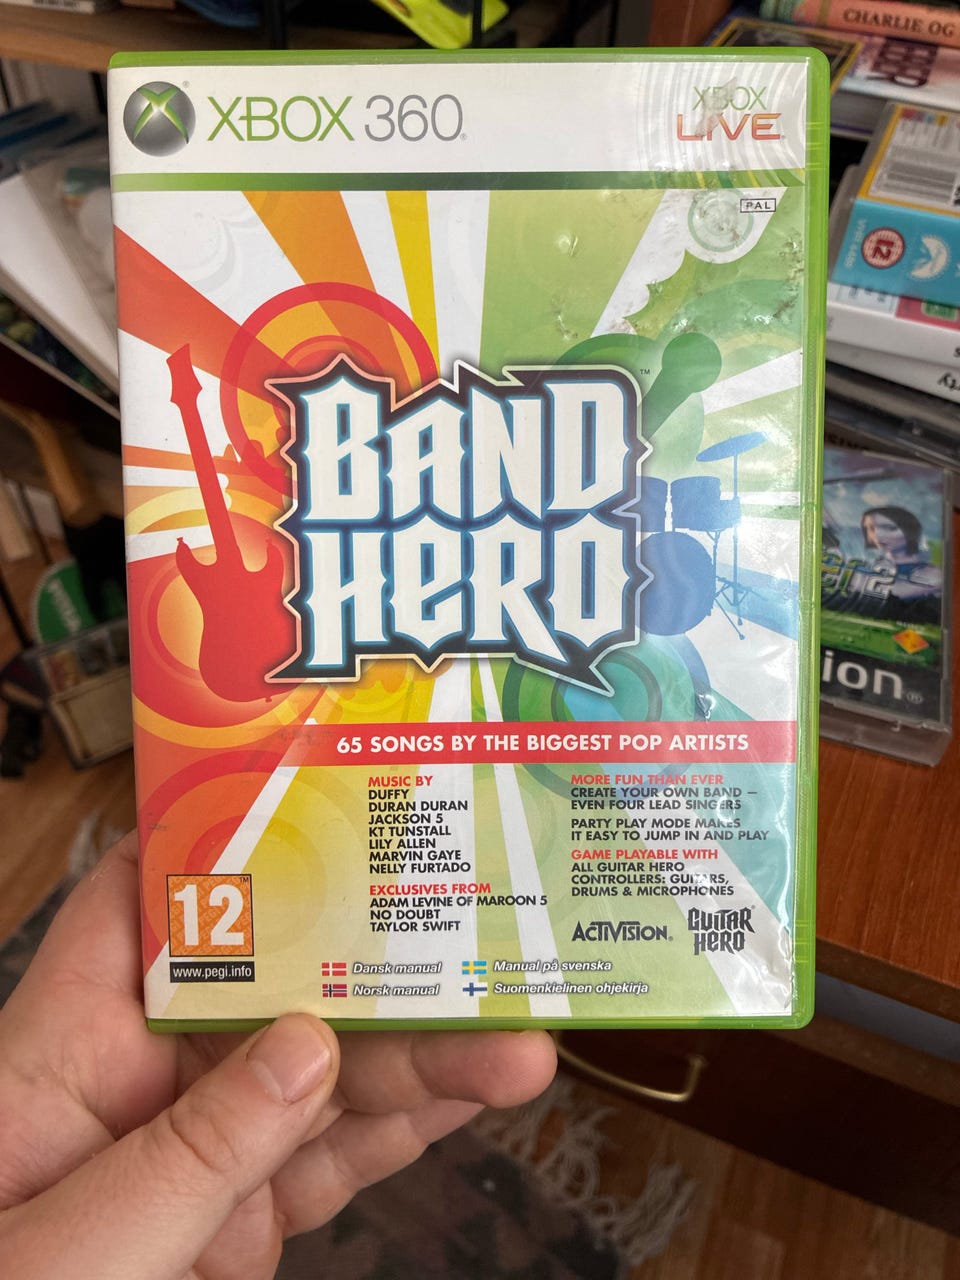 CHARLIE OG
XBOX 360
XBOX
LIVE
PAL
12
BAND
HERO
™
ion
65 SONGS BY THE BIGGEST POP ARTISTS
MUSIC BY
DUFFY
DURAN DURAN
JACKSON 5
KT TUNSTALL
LILY ALLEN
MARVIN GAYE
NELLY FURTADO
EXCLUSIVES FROM
ADAM LEVINE OF MAROON 5
NO DOUBT
TAYLOR SWIFT
MORE FUN THAN EVER
CREATE YOUR OWN BAND –
EVEN FOUR LEAD SINGERS
PARTY PLAY MODE MAKES
IT EASY TO JUMP IN AND PLAY
GAME PLAYABLE WITH
ALL GUITAR HERO
CONTROLLERS: GUITARS,
DRUMS & MICROPHONES
ACTIVISION®
GUITAR
HERO®
12
www.pegi.info
Dansk manual
Manual på svenska
Norsk manual
Suomenkielinen ohjekirja